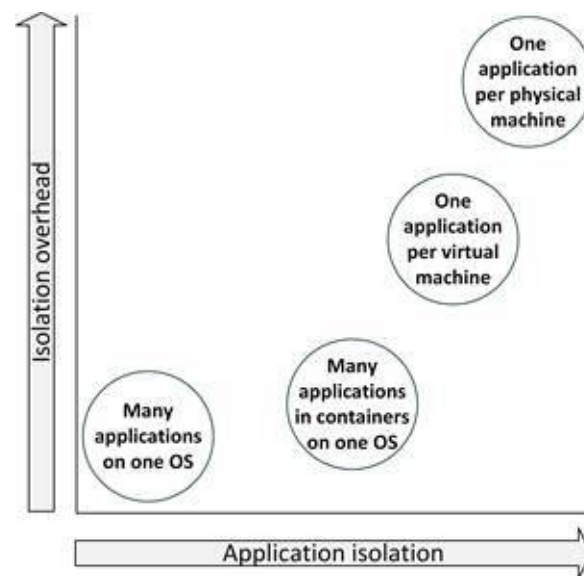 One
application
per physical
machine
One
application
per virtual
machine
Many
applications
in containers
on one OS
Many
applications
on one OS
Isolation overhead
Application isolation